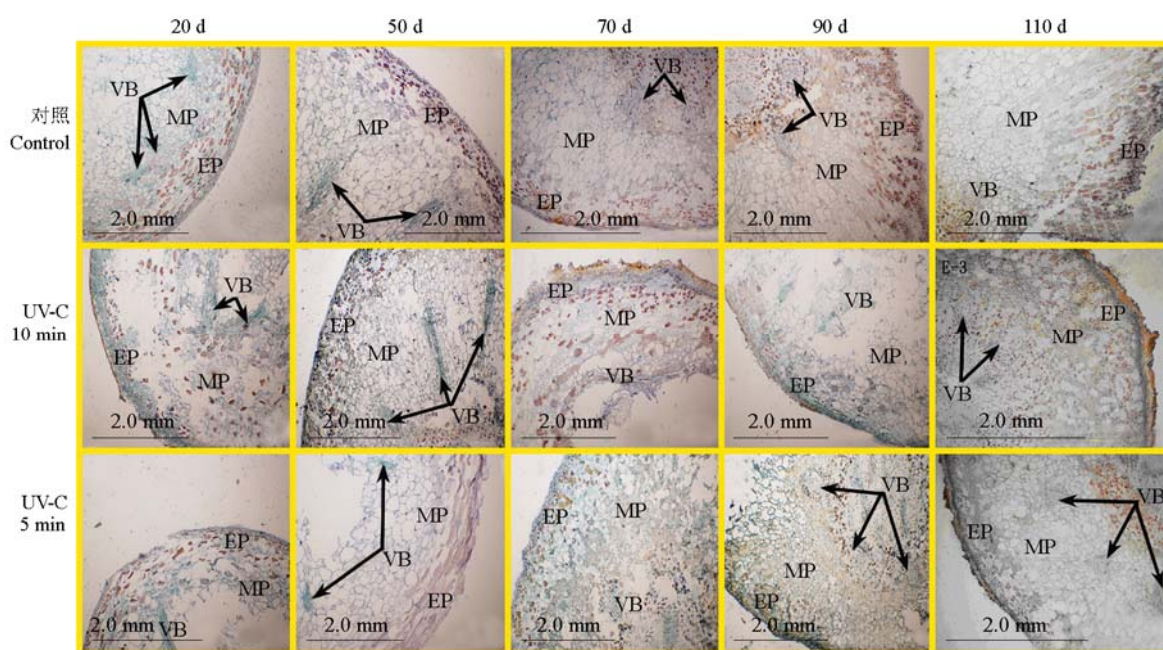 20 d 50 d 70 d 90 d 110 d
对照
Control
VB MP EP 2.0 mm
MP EP VB 2.0 mm
VB MP EP 2.0 mm
VB EP MP 2.0 mm
MP EP VB 2.0 mm
UV-C
10 min
VB EP MP 2.0 mm
EP MP VB 2.0 mm
EP MP VB 2.0 mm
VB MP EP 2.0 mm
E-3 EP MP VB 2.0 mm
UV-C
5 min
EP MP VB 2.0 mm
MP VB EP 2.0 mm
MP EP VB 2.0 mm
VB MP EP 2.0 mm
VB EP MP 2.0 mm